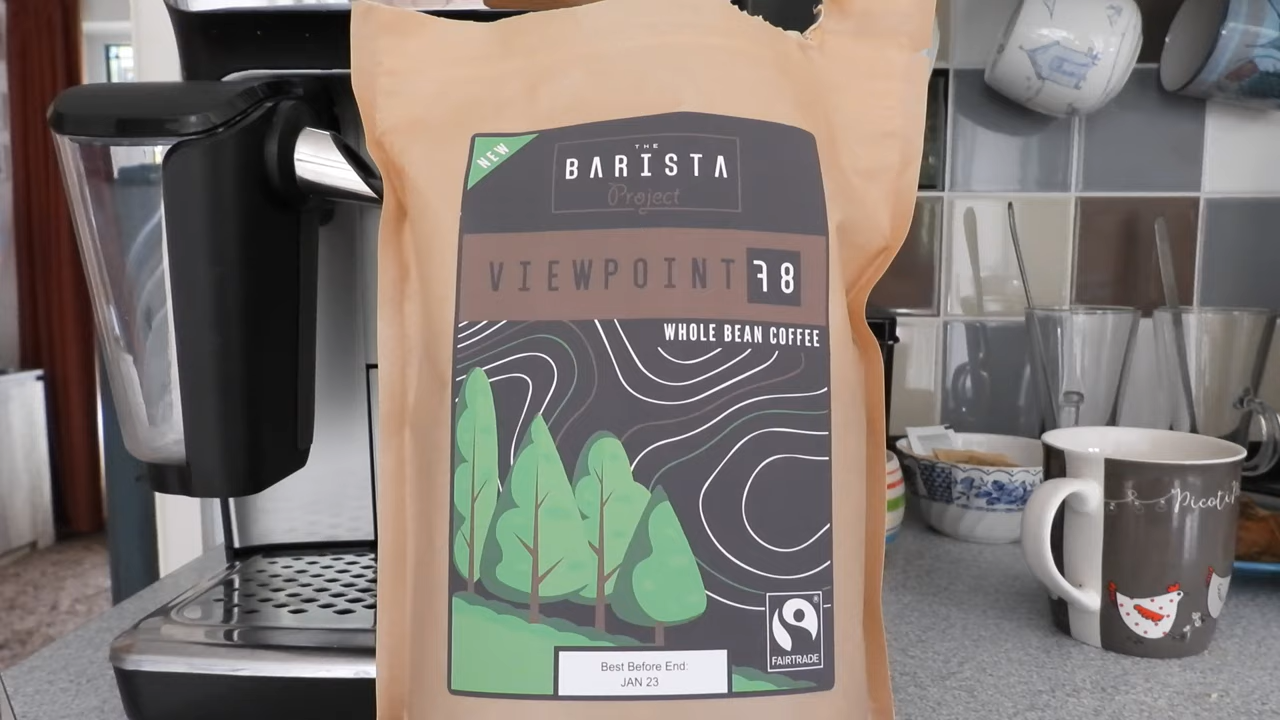 NEW
THE
BARISTA
Project
VIEWPOINT 78
WHOLE BEAN COFFEE
FAIRTRADE
Best Before End:
JAN 23